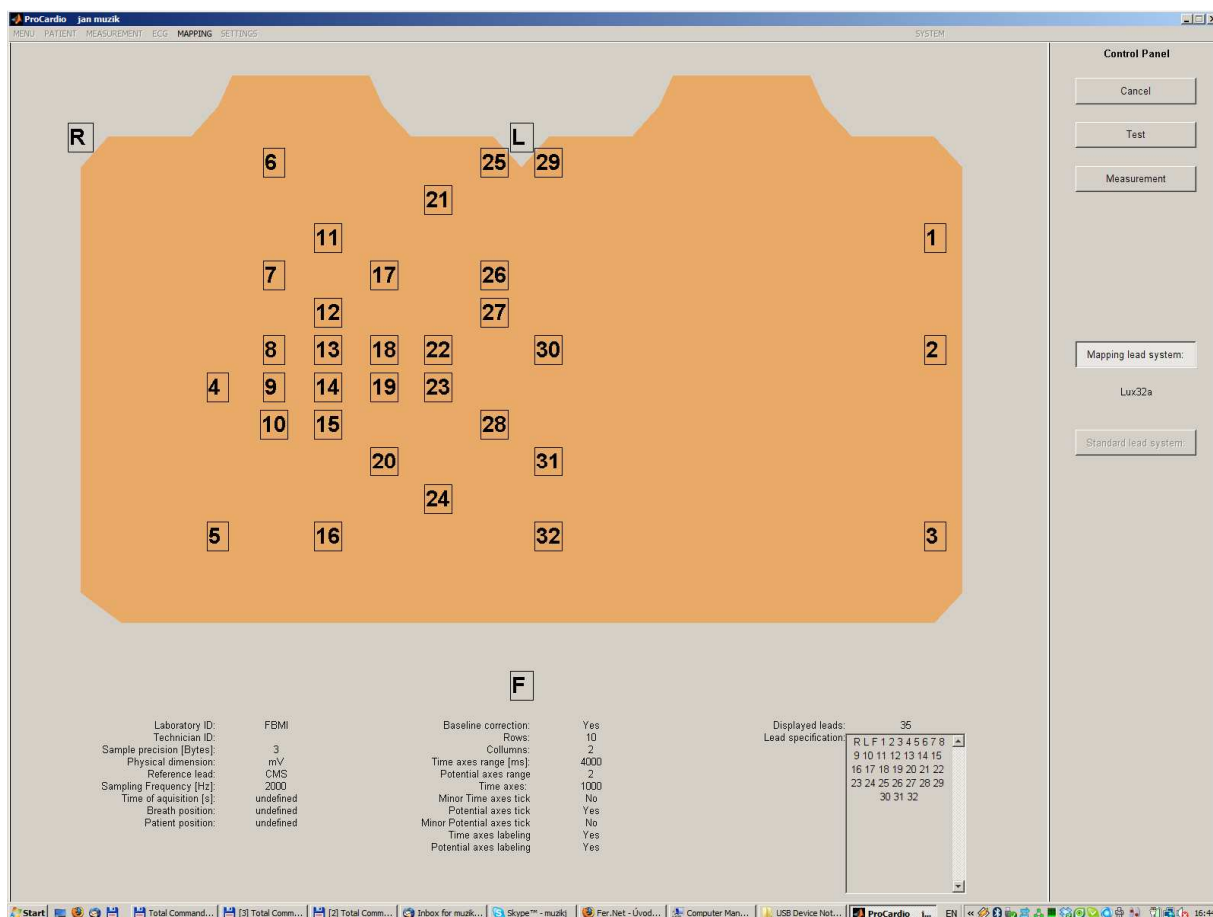 ProCardio jan muzik
MENU PATIENT MEASUREMENT ECG MAPPING SETTINGS SYSTEM
Control Panel
Cancel
Test
Measurement
Mapping lead system:
Lux32a
Standard lead system:
R L
6 25 29
21
11 1
7 17 26
12 27
8 13 18 22 30 2
4 9 14 19 23
10 15 28
20 31
24
5 16 32 3
F
Laboratory ID: FBMI
Technician ID:
Sample precision [Bytes]: 3
Physical dimension: mV
Reference lead: CMS
Sampling Frequency [Hz]: 2000
Time of aquisition [s]: undefined
Breath position: undefined
Patient position: undefined
Baseline correction: Yes
Rows: 10
Collumns: 2
Time axes range [ms]: 4000
Potential axes range 2
Time axes: 1000
Minor Time axes tick No
Potential axes tick Yes
Minor Potential axes tick No
Time axes labeling Yes
Potential axes labeling Yes
Displayed leads: 35
Lead specification:
R L F 1 2 3 4 5 6 7 8
9 10 11 12 13 14 15
16 17 18 19 20 21 22
23 24 25 26 27 28 29
30 31 32
Start Total Command... [3] Total Comm... [2] Total Comm... Inbox for muzik... Skype™ - muzikj Fer.Net - Úvod... Computer Man... USB Device Not... ProCardio j... EN